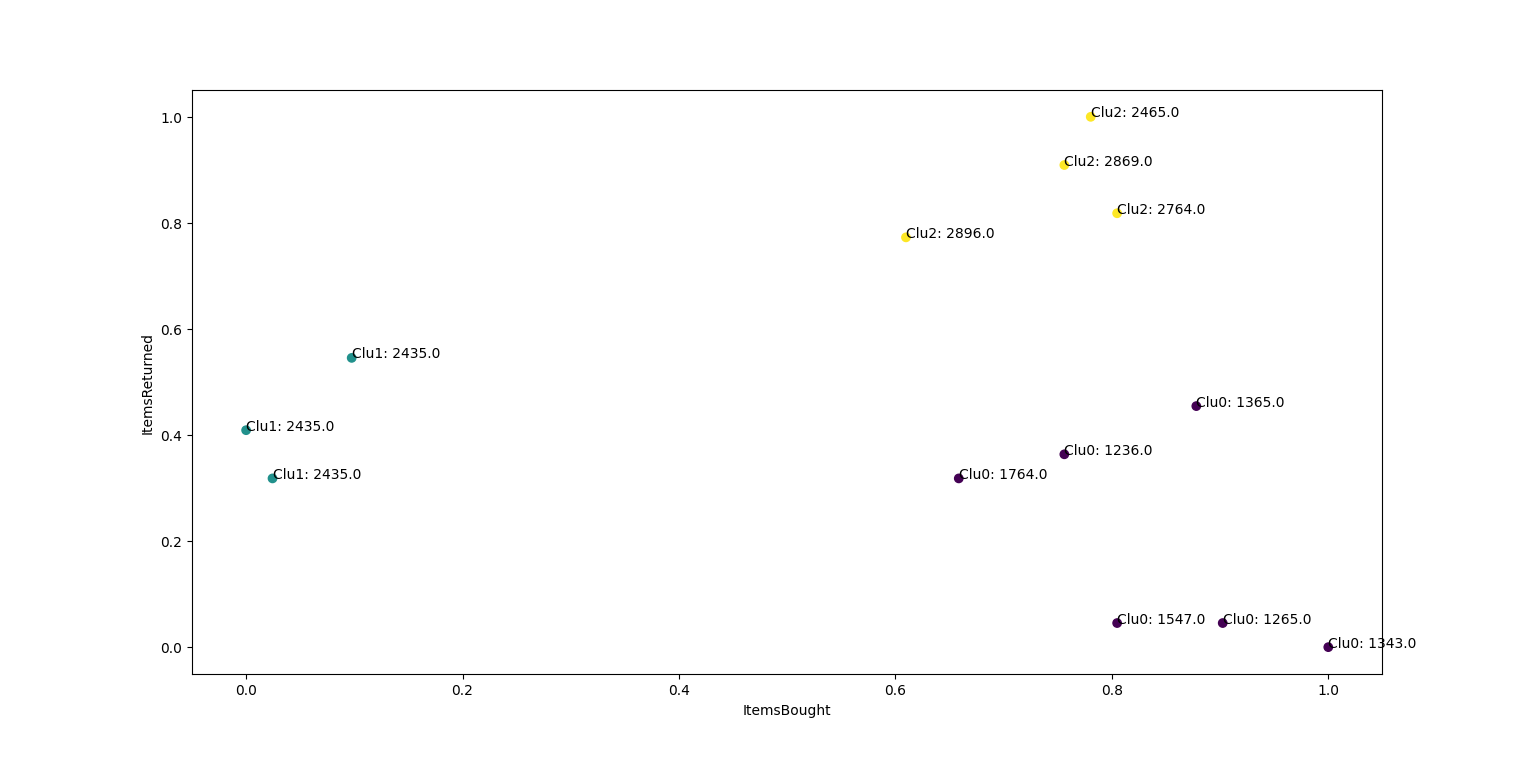 1.0
0.8
0.6
0.4
0.2
0.0
ItemsReturned
Clu2: 2465.0
Clu2: 2869.0
Clu2: 2764.0
Clu2: 2896.0
Clu1: 2435.0
Clu0: 1365.0
Clu1: 2435.0
Clu0: 1236.0
Clu1: 2435.0
Clu0: 1764.0
Clu0: 1547.0
Clu0: 1265.0
Clu0: 1343.0
0.0
0.2
0.4
0.6
0.8
1.0
ItemsBought